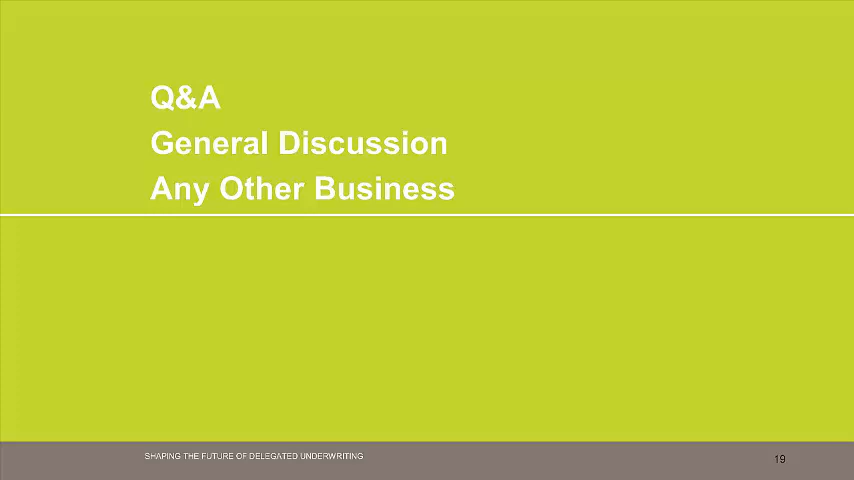 Q&A
General Discussion
Any Other Business
SHAPING THE FUTURE OF DELEGATED UNDERWRITING
19